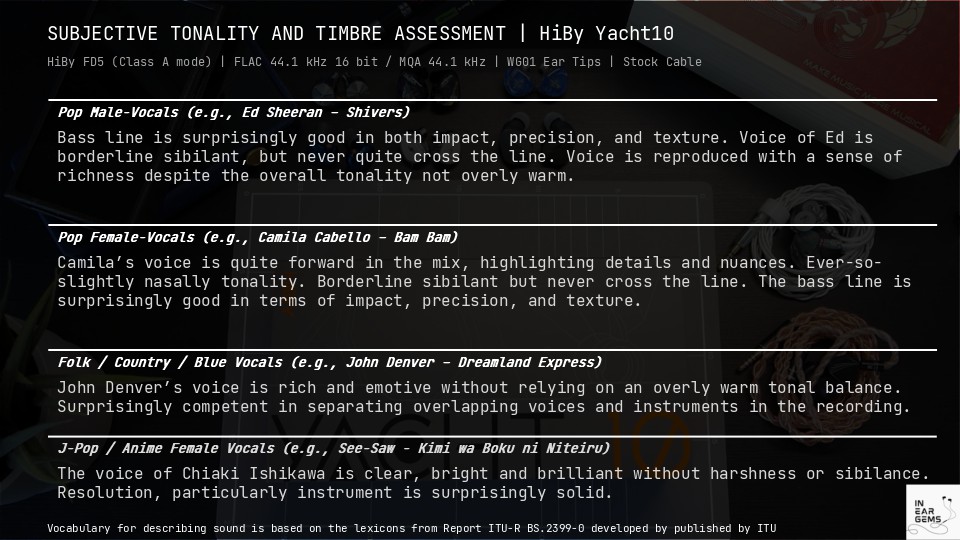 SUBJECTIVE TONALITY AND TIMBRE ASSESSMENT | HiBy Yacht10
HiBy FD5 (Class A mode) | FLAC 44.1 kHz 16 bit / MQA 44.1 kHz | WG01 Ear Tips | Stock Cable
MAKE MUSIC MORE MUSICAL
Pop Male-Vocals (e.g., Ed Sheeran – Shivers)
Bass line is surprisingly good in both impact, precision, and texture. Voice of Ed is
borderline sibilant, but never quite cross the line. Voice is reproduced with a sense of
richness despite the overall tonality not overly warm.
Pop Female-Vocals (e.g., Camila Cabello – Bam Bam)
Camila’s voice is quite forward in the mix, highlighting details and nuances. Ever-so-
slightly nasally tonality. Borderline sibilant but never cross the line. The bass line is
surprisingly good in terms of impact, precision, and texture.
Folk / Country / Blue Vocals (e.g., John Denver – Dreamland Express)
John Denver’s voice is rich and emotive without relying on an overly warm tonal balance.
Surprisingly competent in separating overlapping voices and instruments in the recording.
YACHT 10
J-Pop / Anime Female Vocals (e.g., See-Saw - Kimi wa Boku ni Niteiru)
The voice of Chiaki Ishikawa is clear, bright and brilliant without harshness or sibilance.
Resolution, particularly instrument is surprisingly solid.
Vocabulary for describing sound is based on the lexicons from Report ITU-R BS.2399-0 developed by published by ITU
IN
EAR
GEMS